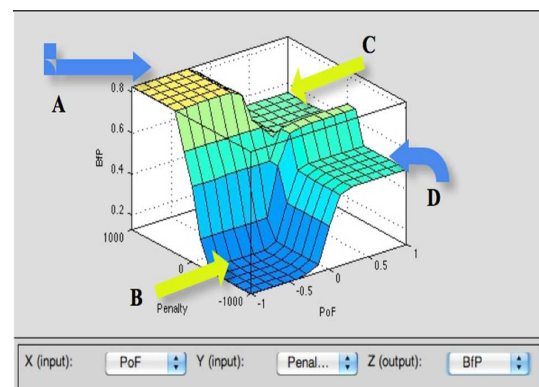 C
A
0.8
0.6
0.4
0.2
BfP
1000
0
-1000
Penalty
B
D
-1
-0.5
0
0.5
1
PoF
X (input): PoF Y (input): Penal... Z (output): BfP